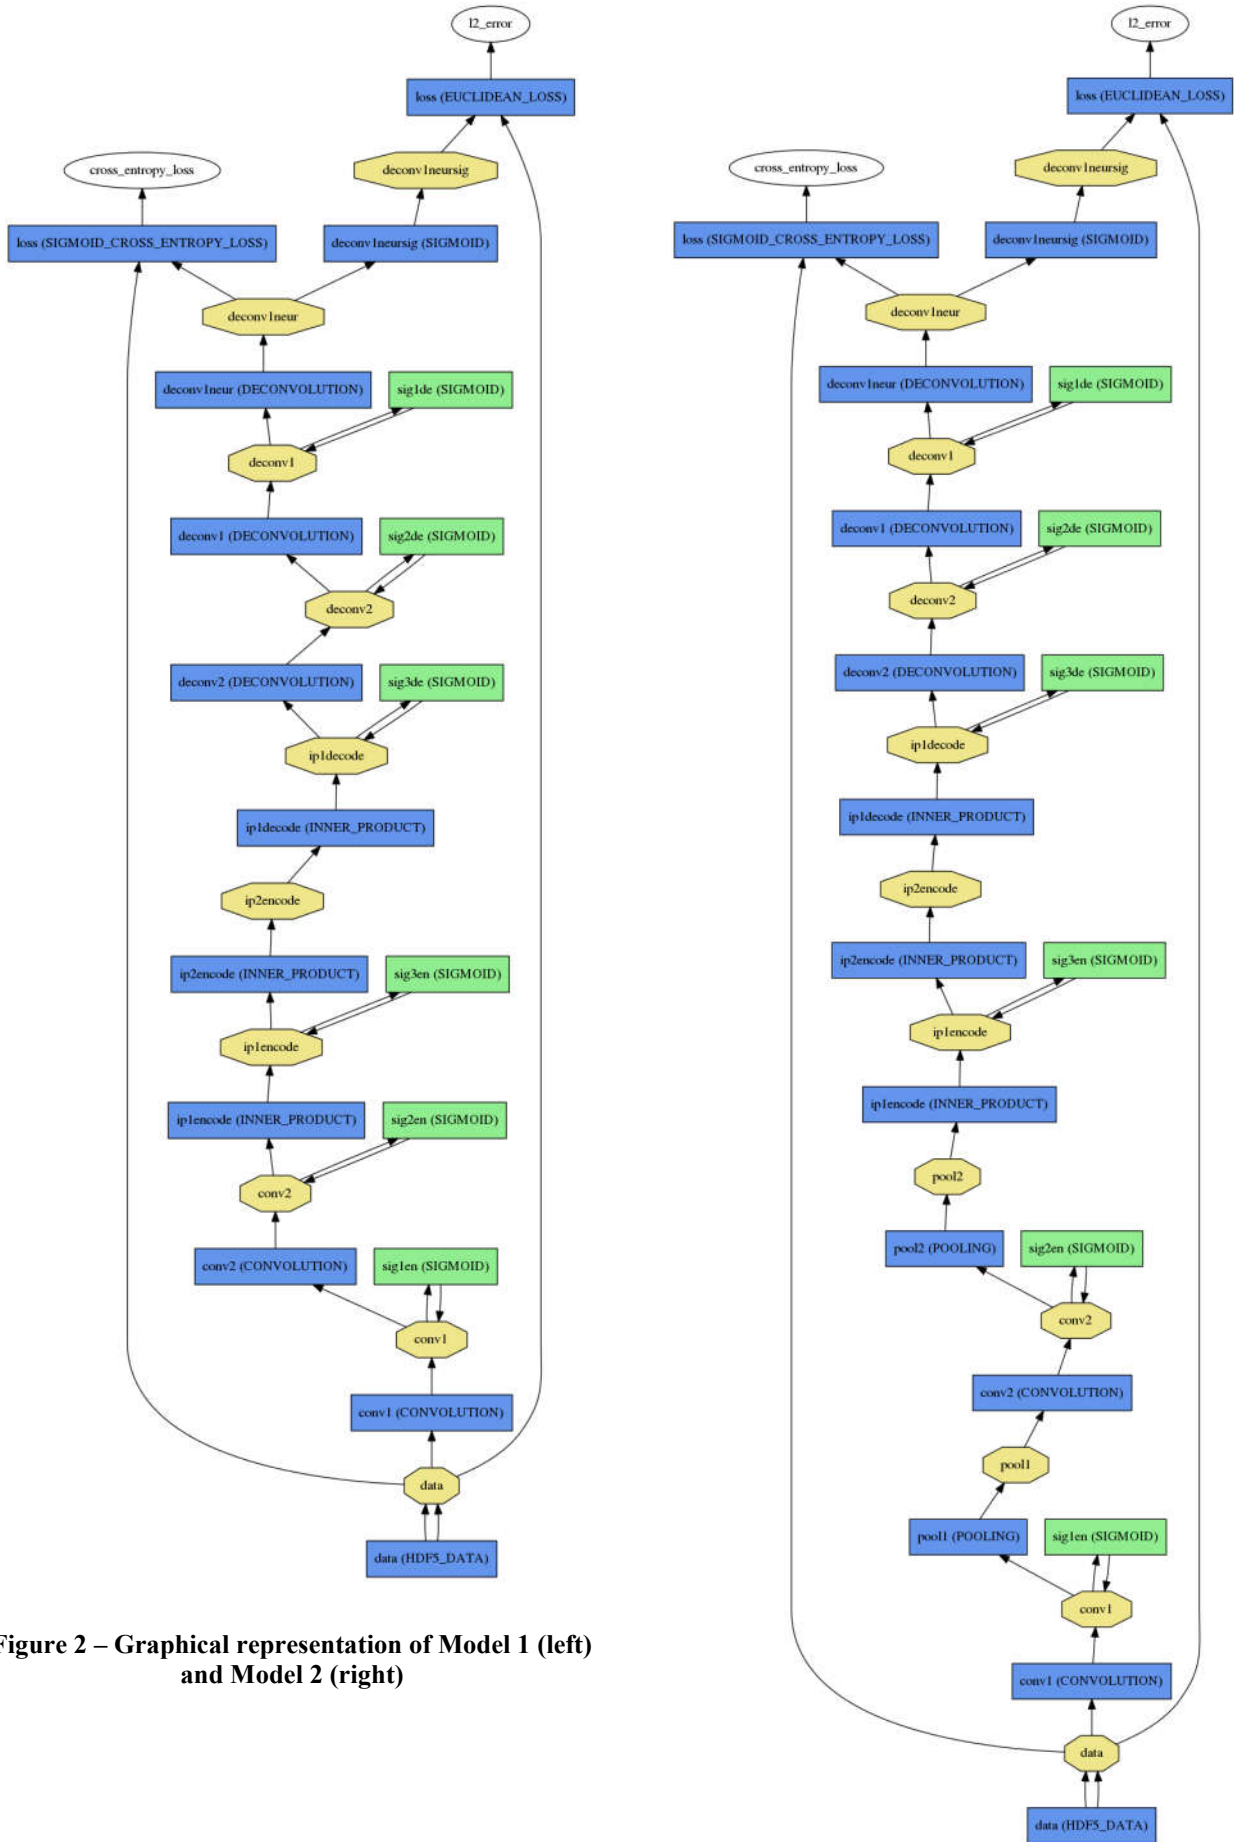 l2_error
loss (EUCLIDEAN_LOSS)
deconv1neursig
cross_entropy_loss
loss (SIGMOID_CROSS_ENTROPY_LOSS)
deconv1neursig (SIGMOID)
deconv1neur
deconv1neur (DECONVOLUTION)
sig1de (SIGMOID)
deconv1
deconv1 (DECONVOLUTION)
sig2de (SIGMOID)
deconv2
deconv2 (DECONVOLUTION)
sig3de (SIGMOID)
ip1decode
ip1decode (INNER_PRODUCT)
ip2encode
ip2encode (INNER_PRODUCT)
sig3en (SIGMOID)
ip1encode
ip1encode (INNER_PRODUCT)
sig2en (SIGMOID)
conv2
conv2 (CONVOLUTION)
sig1en (SIGMOID)
conv1
conv1 (CONVOLUTION)
data
data (HDF5_DATA)
Figure 2 – Graphical representation of Model 1 (left)
and Model 2 (right)
l2_error
loss (EUCLIDEAN_LOSS)
deconv1neursig
cross_entropy_loss
loss (SIGMOID_CROSS_ENTROPY_LOSS)
deconv1neursig (SIGMOID)
deconv1neur
deconv1neur (DECONVOLUTION)
sig1de (SIGMOID)
deconv1
deconv1 (DECONVOLUTION)
sig2de (SIGMOID)
deconv2
deconv2 (DECONVOLUTION)
sig3de (SIGMOID)
ip1decode
ip1decode (INNER_PRODUCT)
ip2encode
ip2encode (INNER_PRODUCT)
sig3en (SIGMOID)
ip1encode
ip1encode (INNER_PRODUCT)
pool2
pool2 (POOLING)
sig2en (SIGMOID)
conv2
conv2 (CONVOLUTION)
pool1
pool1 (POOLING)
sig1en (SIGMOID)
conv1
conv1 (CONVOLUTION)
data
data (HDF5_DATA)